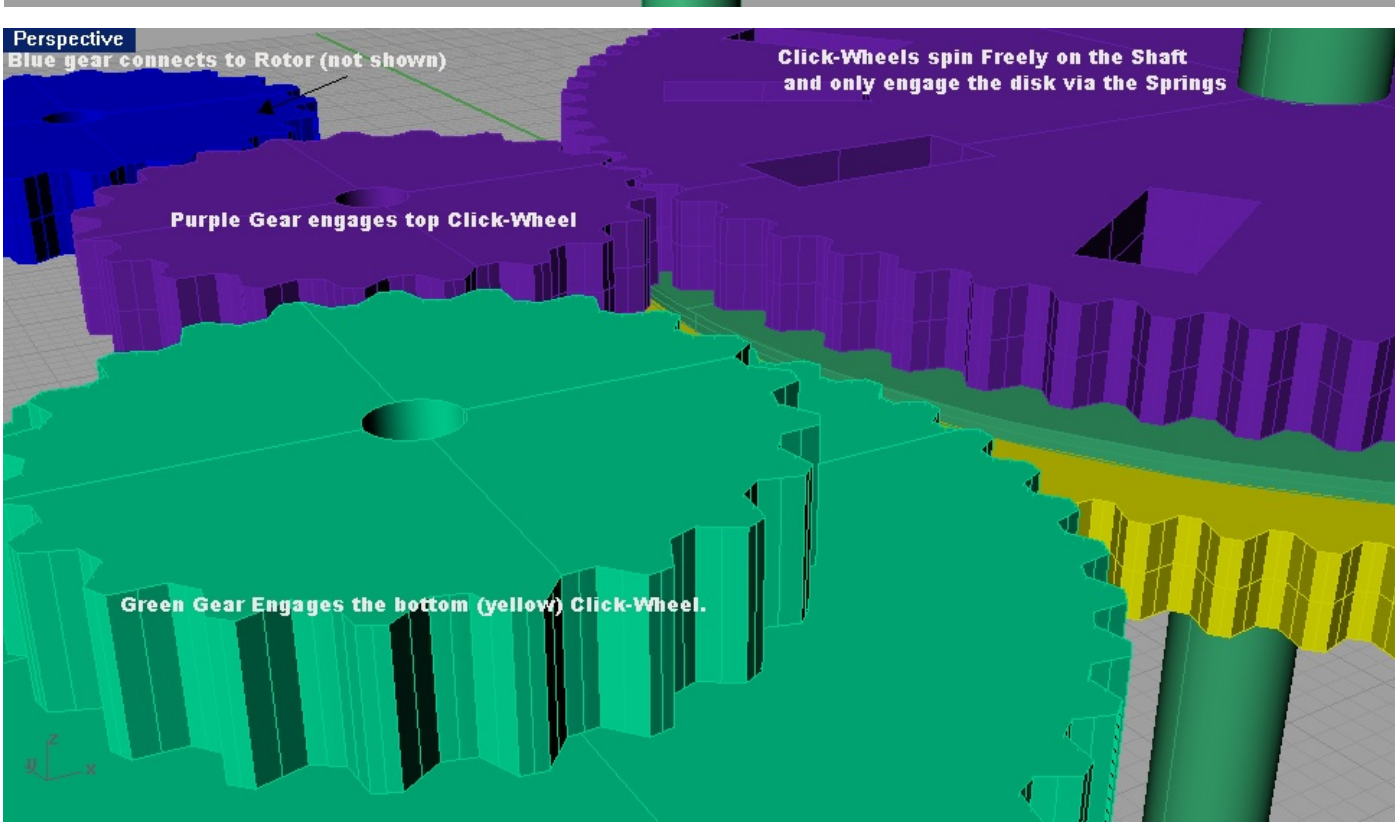 Perspective
Blue gear connects to Rotor (not shown)
Click-Wheels spin Freely on the Shaft
and only engage the disk via the Springs
Purple Gear engages top Click-Wheel
Green Gear Engages the bottom (yellow) Click-Wheel.
z
y
x